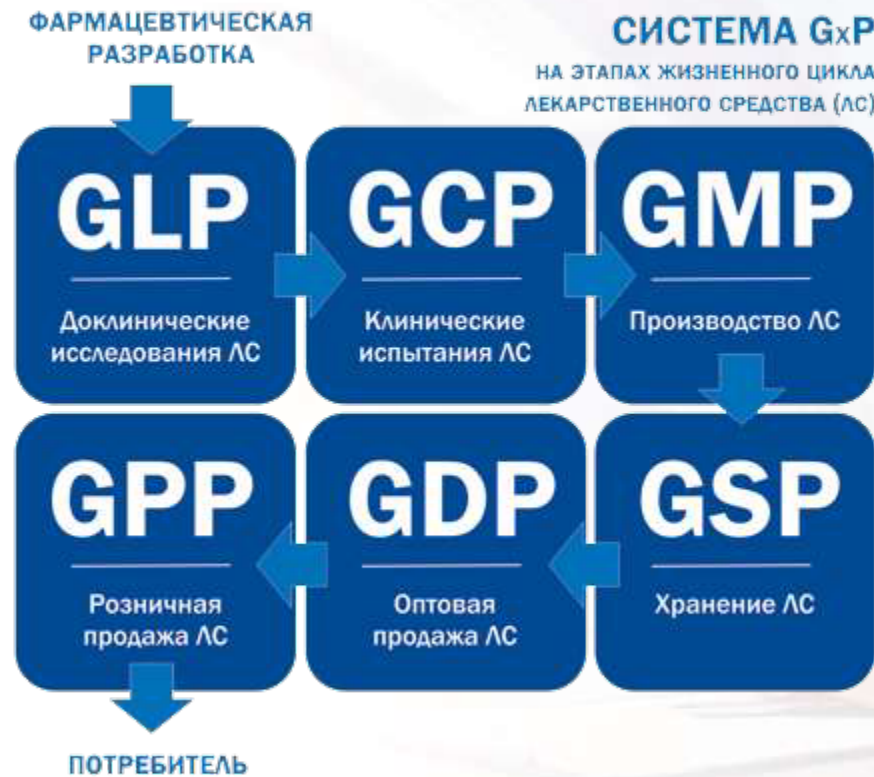 ФАРМАЦЕВТИЧЕСКАЯ
РАЗРАБОТКА
СИСТЕМА GxP
НА ЭТАПАХ ЖИЗНЕННОГО ЦИКЛА
ЛЕКАРСТВЕННОГО СРЕДСТВА (ЛС)
GLP
Доклинические
исследования ЛС
GCP
Клинические
испытания ЛС
GMP
Производство ЛС
GPP
Розничная
продажа ЛС
GDP
Оптовая
продажа ЛС
GSP
Хранение ЛС
ПОТРЕБИТЕЛЬ